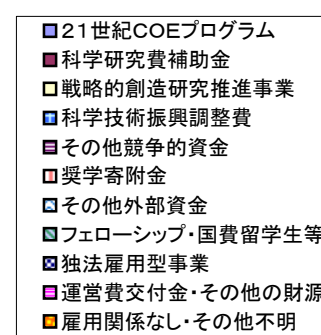 21世紀COEプログラム
科学研究費補助金
戦略的創造研究推進事業
科学技術振興調整費
その他競争的資金
奨学寄附金
その他外部資金
フェローシップ・国費留学生等
独法雇用型事業
運営費交付金・その他の財源
雇用関係なし・その他不明